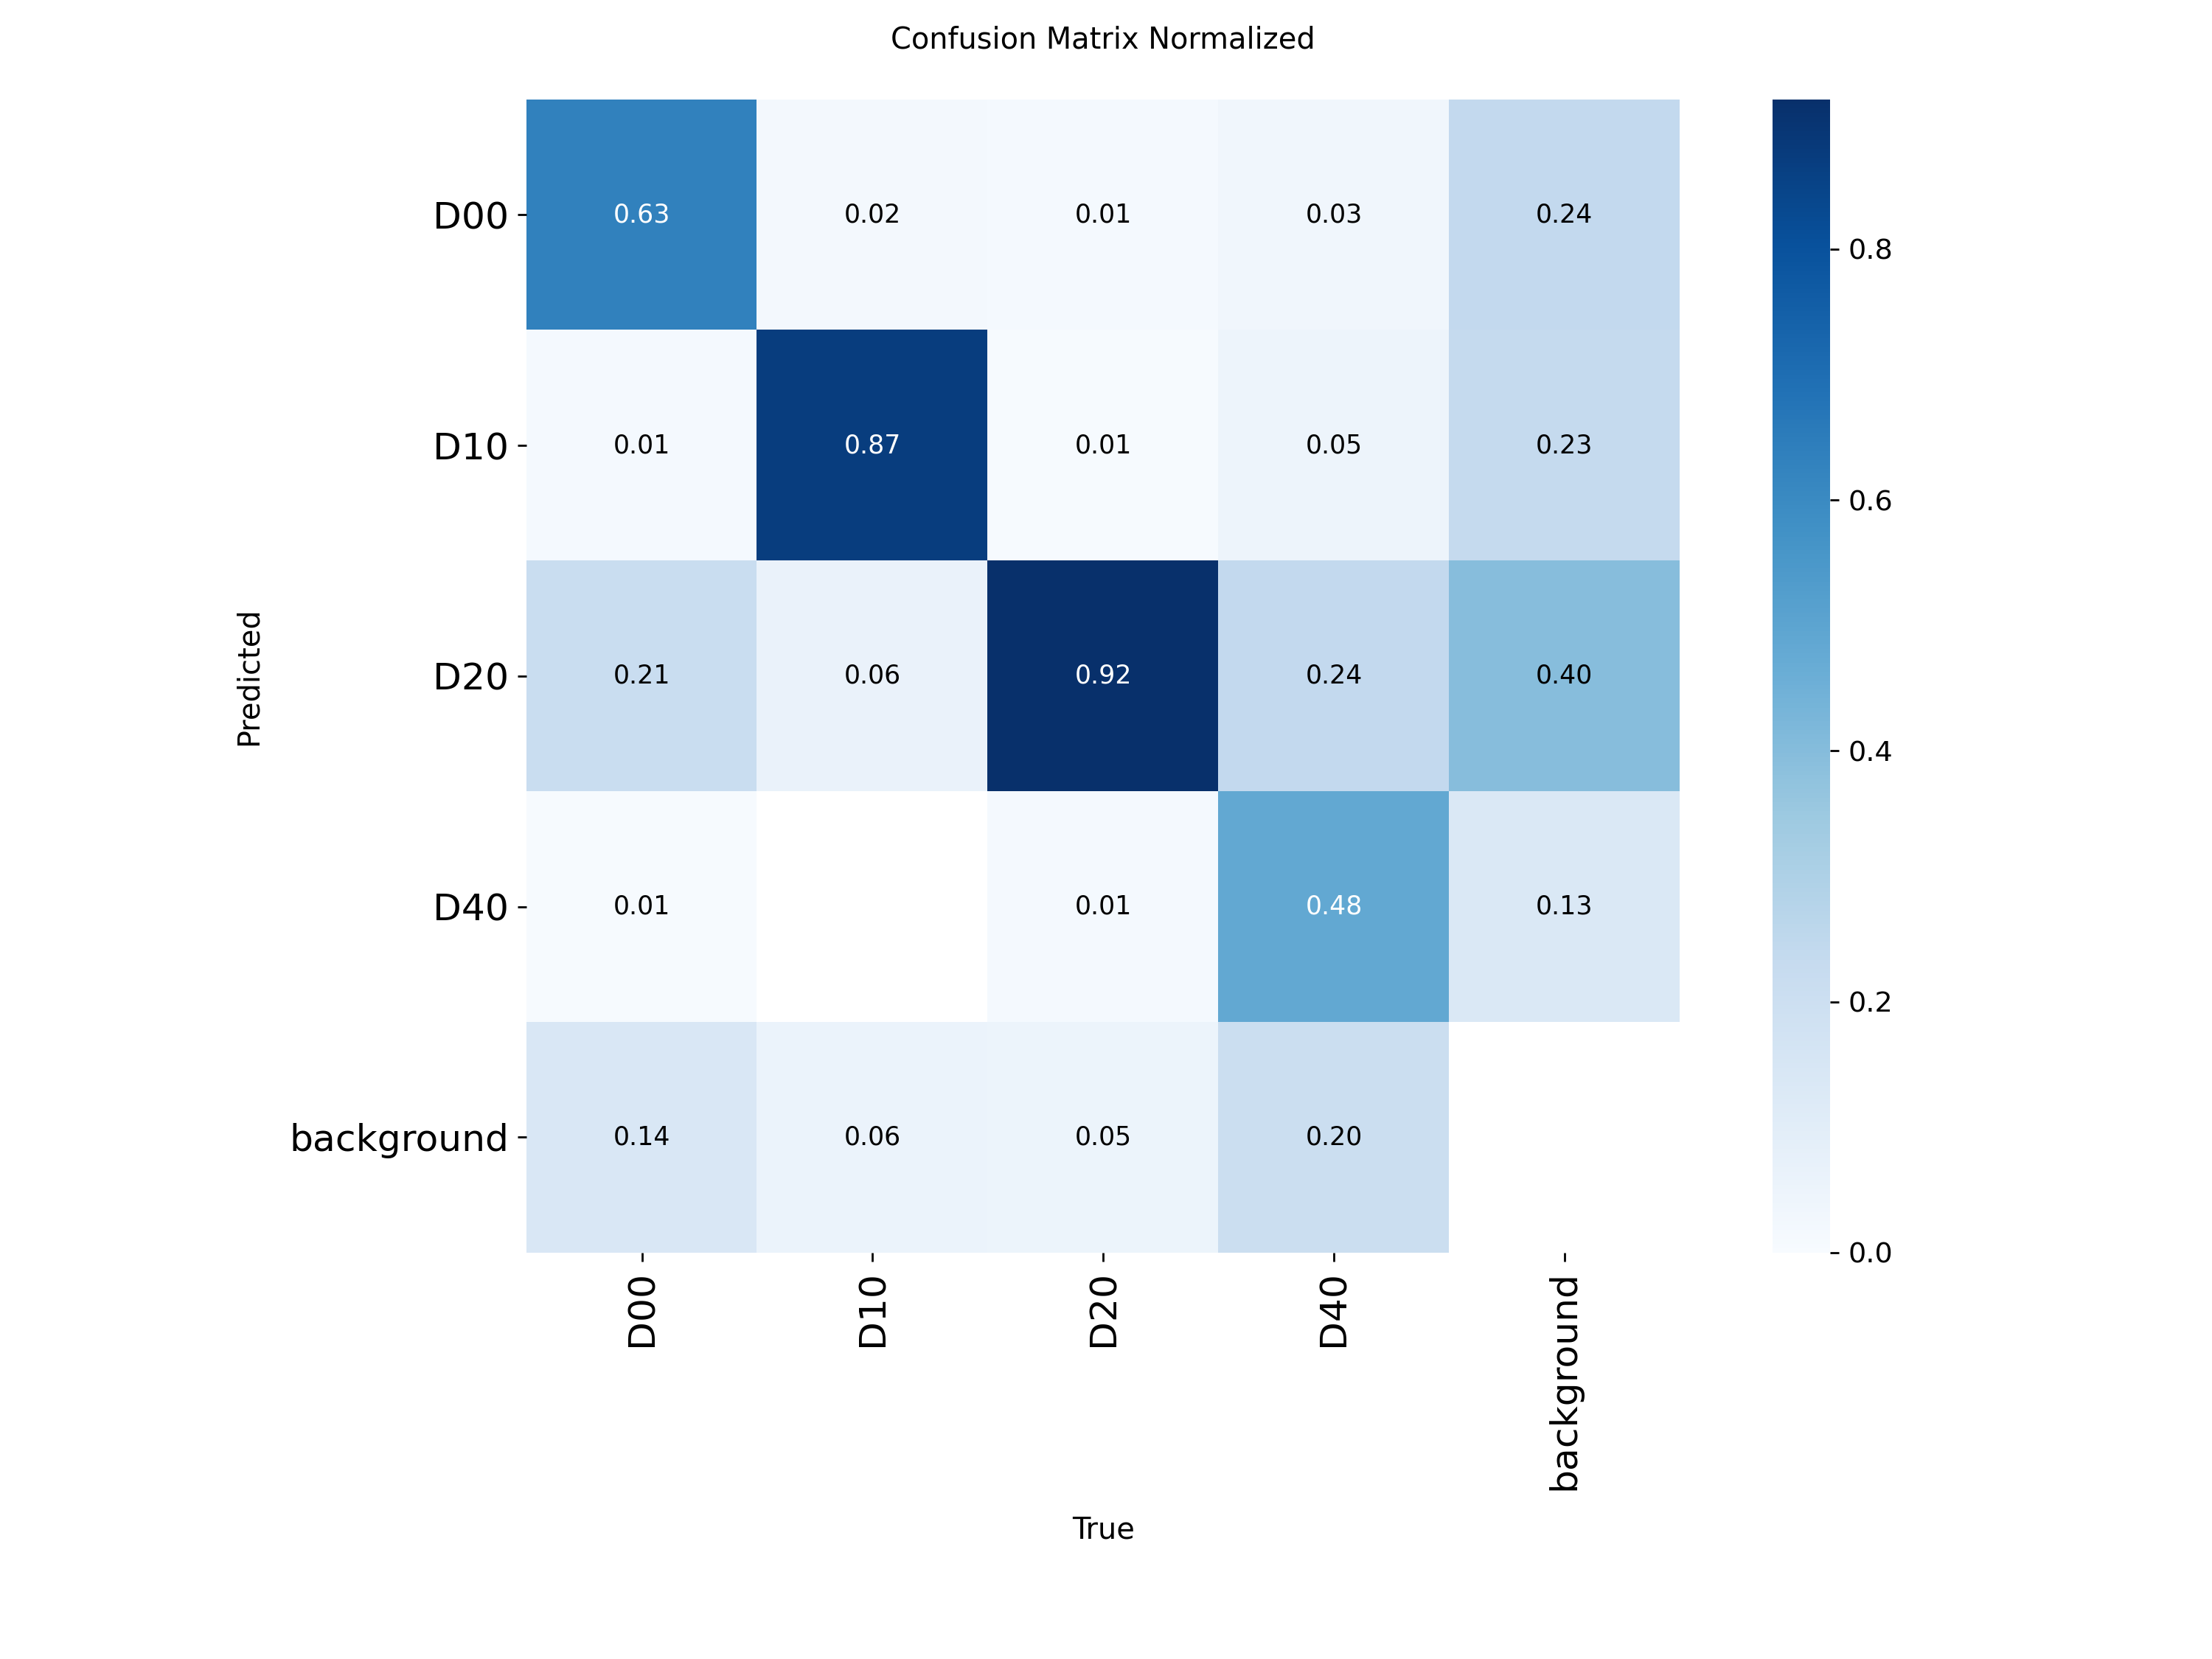 Confusion Matrix Normalized
D00 0.63 0.02 0.01 0.03 0.24
D10 0.01 0.87 0.01 0.05 0.23
D20 0.21 0.06 0.92 0.24 0.40
D40 0.01 0.01 0.48 0.13
background 0.14 0.06 0.05 0.20
Predicted
D00 D10 D20 D40 background
True
0.8
0.6
0.4
0.2
0.0